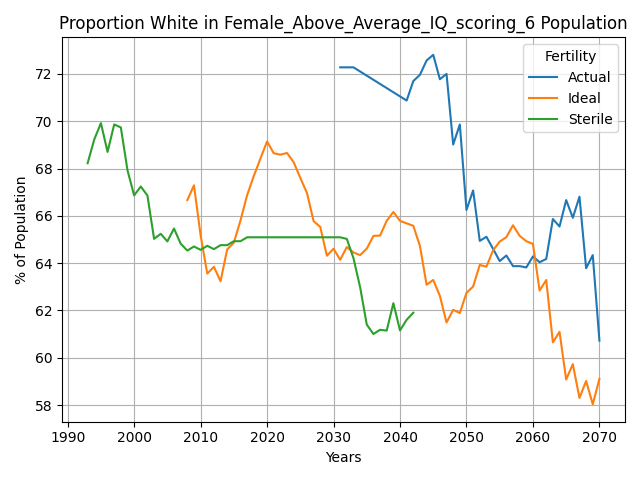 Proportion White in Female_Above_Average_IQ_scoring_6 Population
Fertility
Actual
Ideal
Sterile
% of Population
72
70
68
66
64
62
60
58
1990 2000 2010 2020 2030 2040 2050 2060 2070
Years